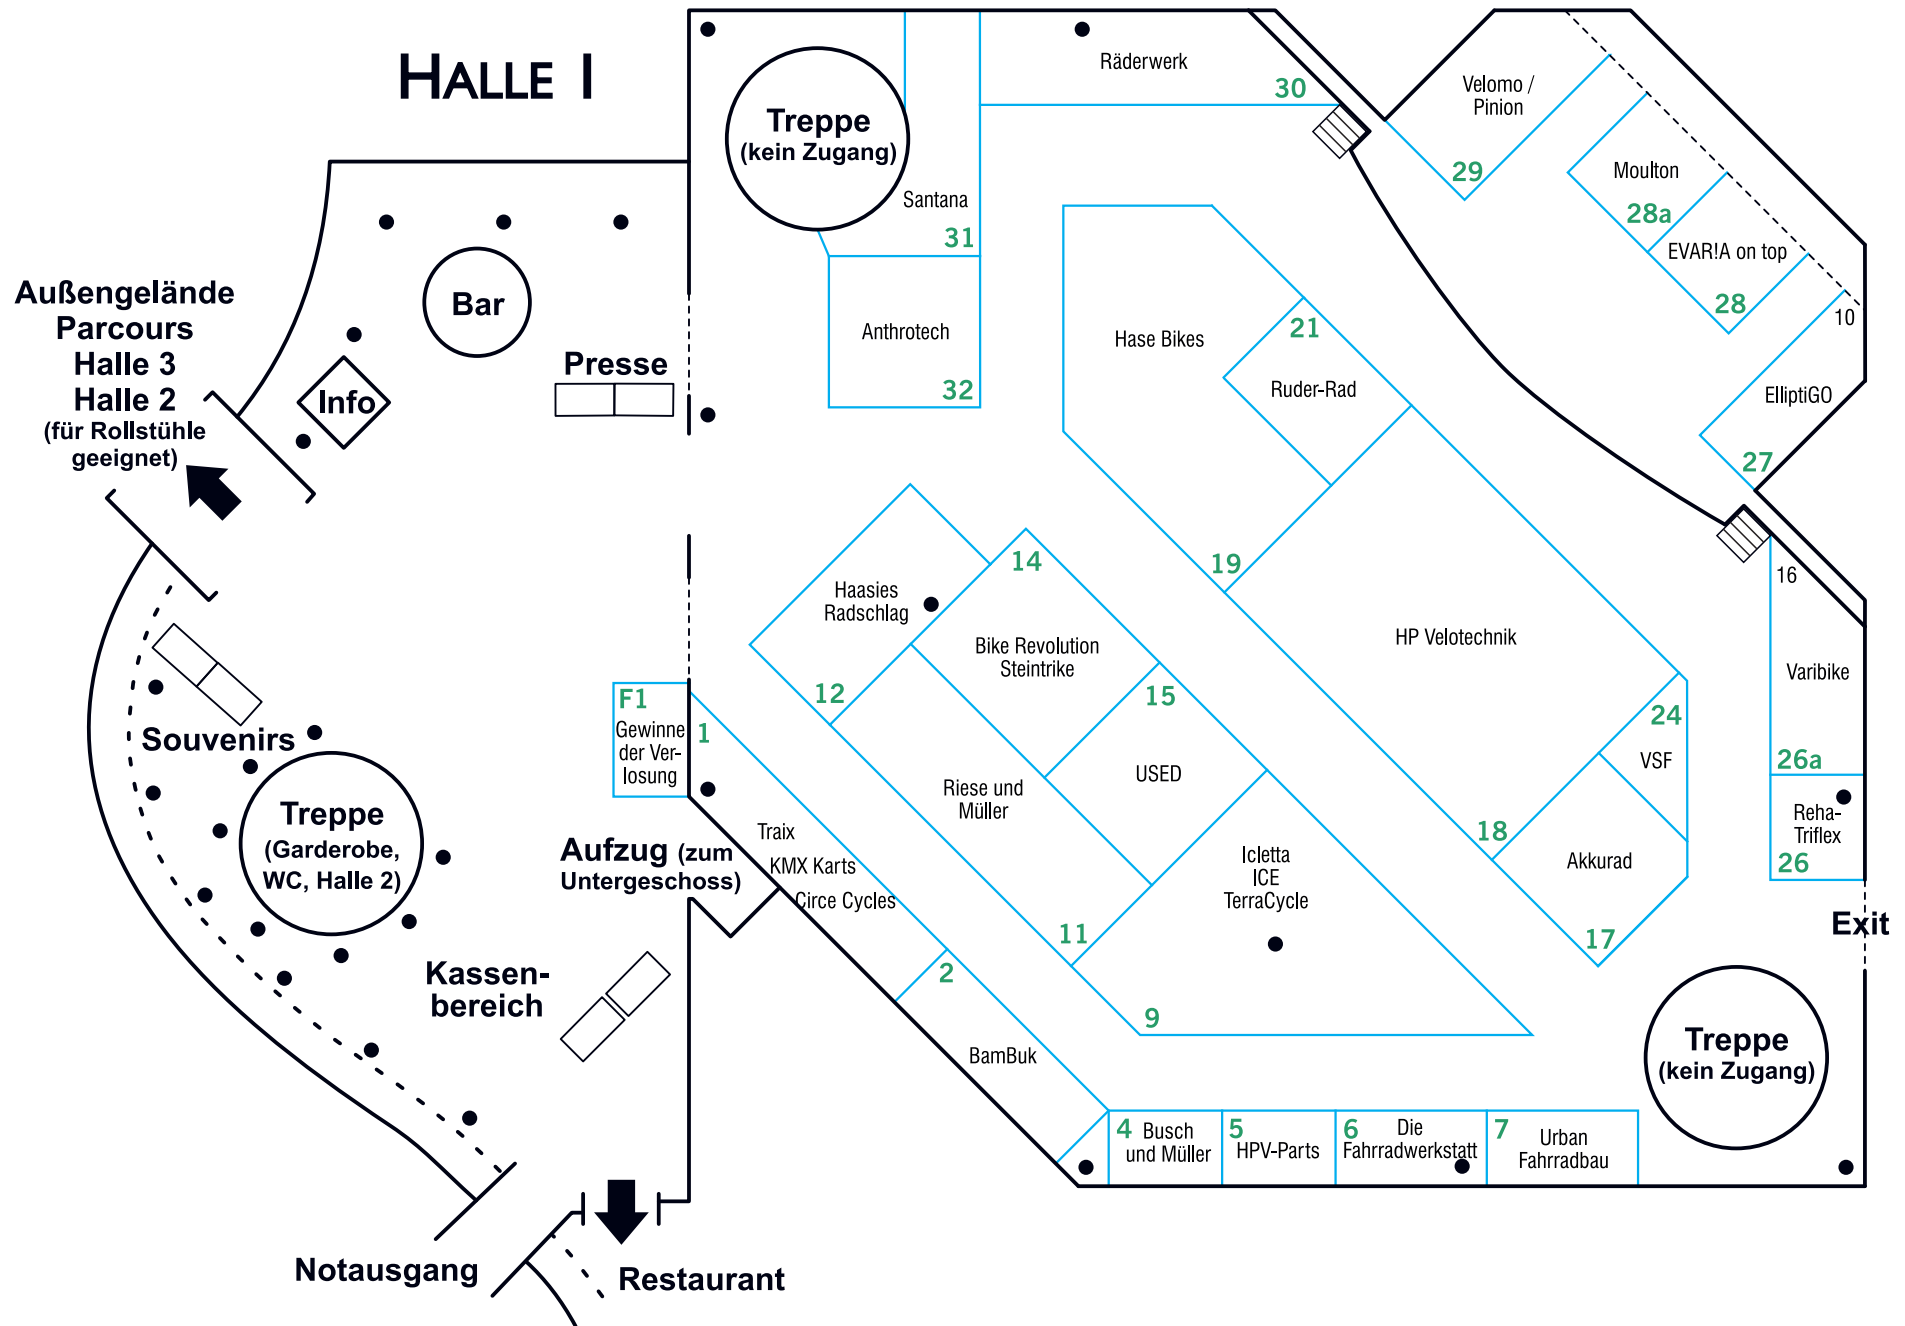 HALLE I
Treppe
(kein Zugang)
Räderwerk
30
Velomo /
Pinion
29
Moulton
28a
EVAR!A on top
28
10
ElliptiGO
27
Santana
31
Anthrotech
32
Bar
Außengelände
Parcours
Halle 3
Halle 2
(für Rollstühle
geeignet)
Info
Presse
Hase Bikes
21
Ruder-Rad
19
HP Velotechnik
18
24
VSF
Akkurad
17
16
Varibike
26a
Reha-
Triflex
26
Exit
Haasies
Radschlag
12
14
Bike Revolution
Steintrike
15
USED
Riese und
Müller
11
Icletta
ICE
TerraCycle
9
F1
Gewinne
der Ver-
losung
1
Traix
KMX Karts
Circe Cycles
2
BamBuk
Souvenirs
Treppe
(Garderobe,
WC, Halle 2)
Aufzug (zum
Untergeschoss)
Kassen-
bereich
Treppe
(kein Zugang)
4 Busch
und Müller
5
HPV-Parts
6 Die
Fahrradwerkstatt
7 Urban
Fahrradbau
Notausgang
Restaurant